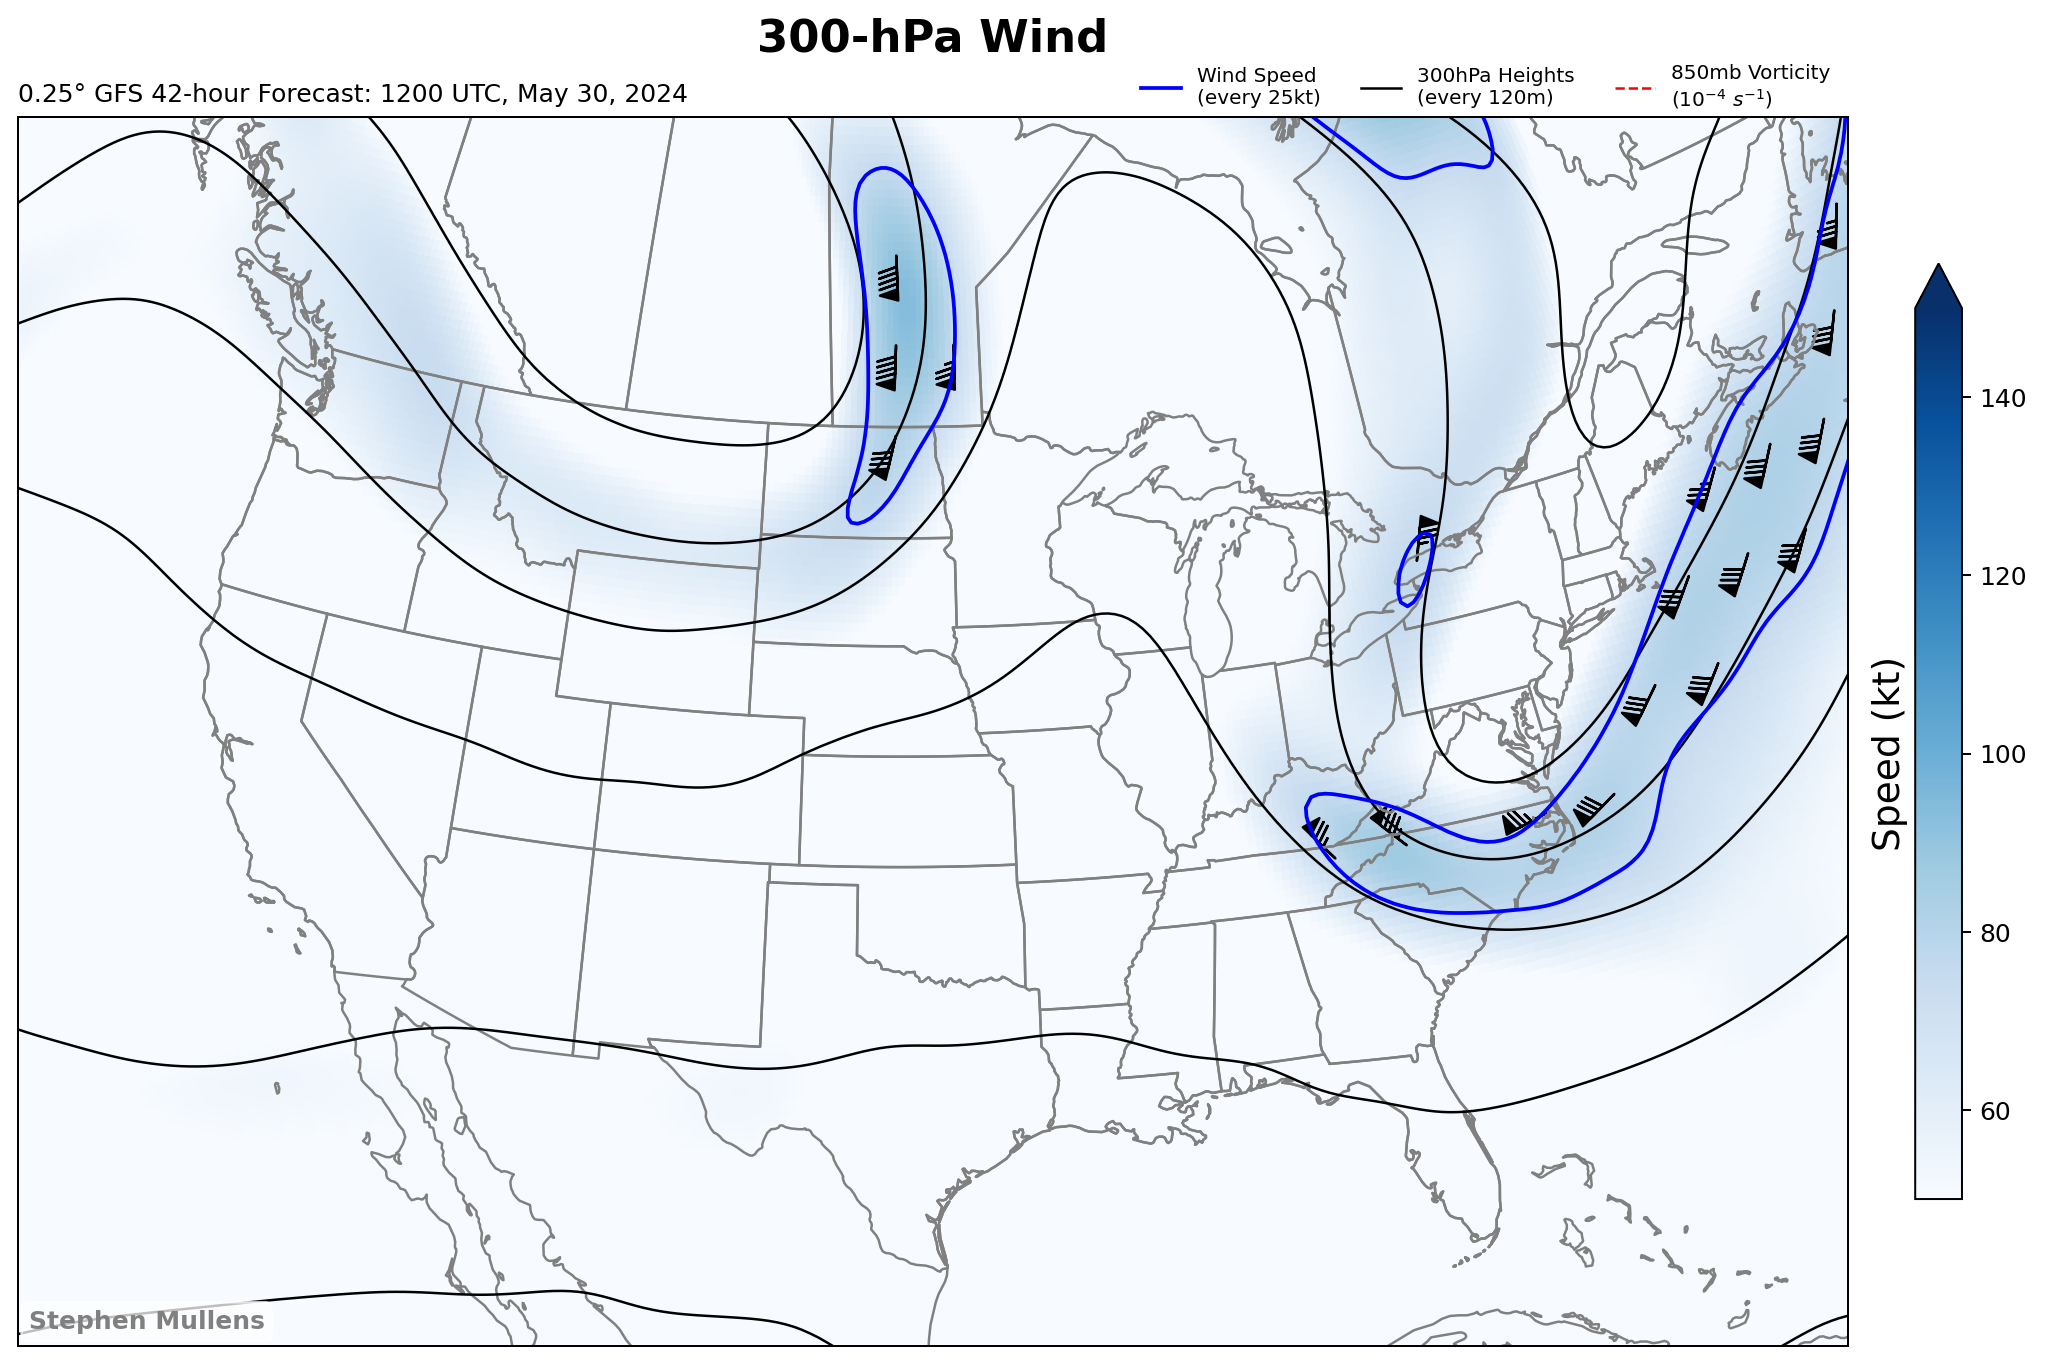 300-hPa Wind
0.25° GFS 42-hour Forecast: 1200 UTC, May 30, 2024
Wind Speed
(every 25kt)
300hPa Heights
(every 120m)
850mb Vorticity
(10⁻⁴ s⁻¹)
140
120
100
80
60
Speed (kt)
Stephen Mullens